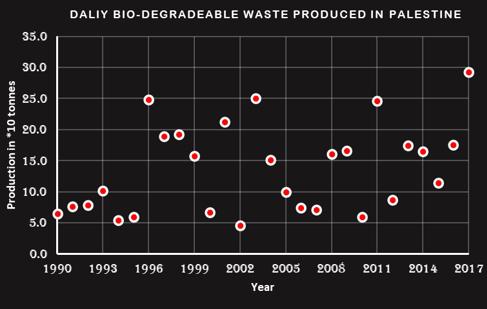 DALIY BIO-DEGRADEABLE WASTE PRODUCED IN PALESTINE
Production in *10 tonnes
35.0
30.0
25.0
20.0
15.0
10.0
5.0
0.0
1990 1993 1996 1999 2002 2005 2008 2011 2014 2017
Year